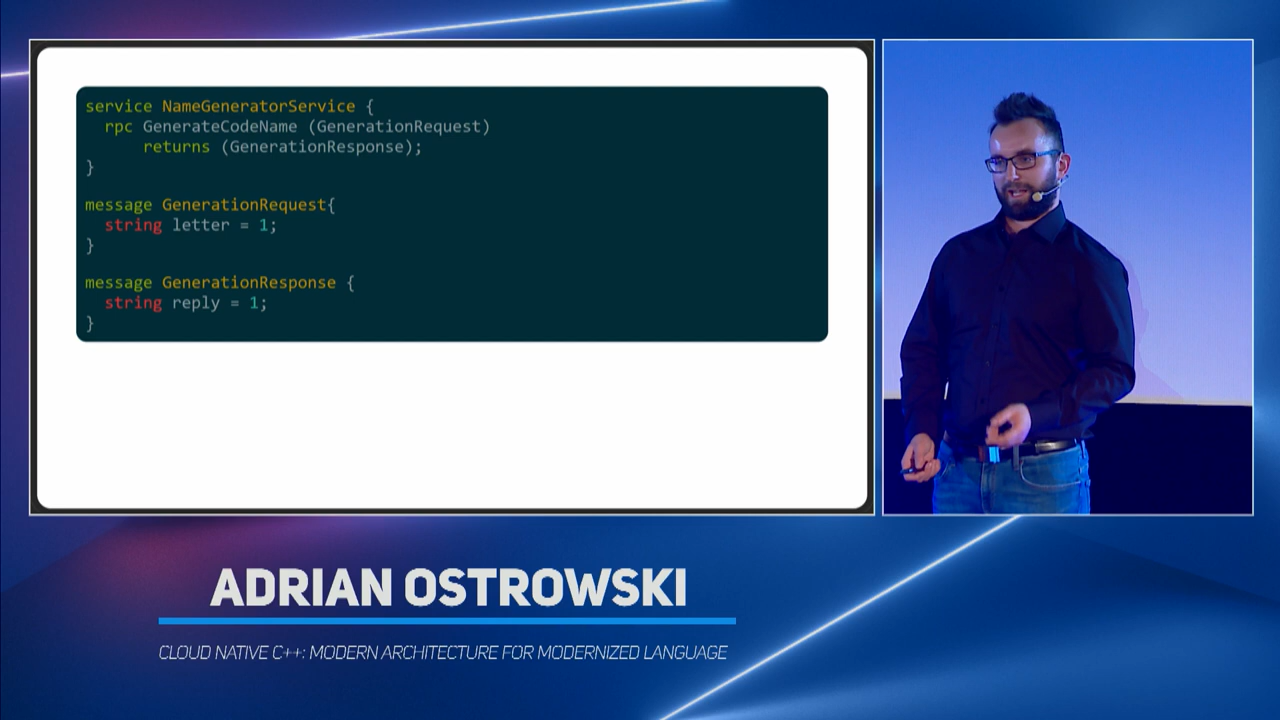 service NameGeneratorService {
  rpc GenerateCodeName (GenerationRequest)
      returns (GenerationResponse);
}
message GenerationRequest{
  string letter = 1;
}
message GenerationResponse {
  string reply = 1;
}
ADRIAN OSTROWSKI
CLOUD NATIVE C++: MODERN ARCHITECTURE FOR MODERNIZED LANGUAGE